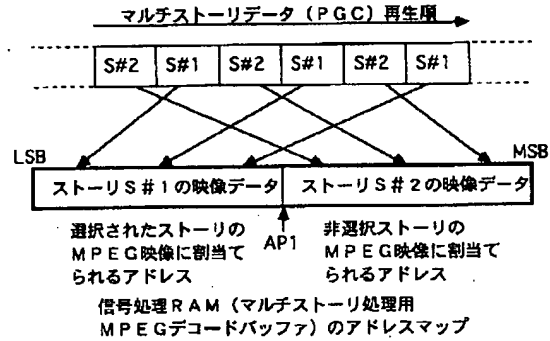 マルチストーリデータ（PGC）再生順
S#2 S#1 S#2 S#1 S#2 S#1
LSB MSB
ストーリS#1の映像データ ストーリS#2の映像データ
選択されたストーリの
MPEG映像に割当て
られるアドレス
AP1
非選択ストーリの
MPEG映像に割当て
られるアドレス
信号処理RAM（マルチストーリ処理用
MPEGデコードバッファ）のアドレスマップ